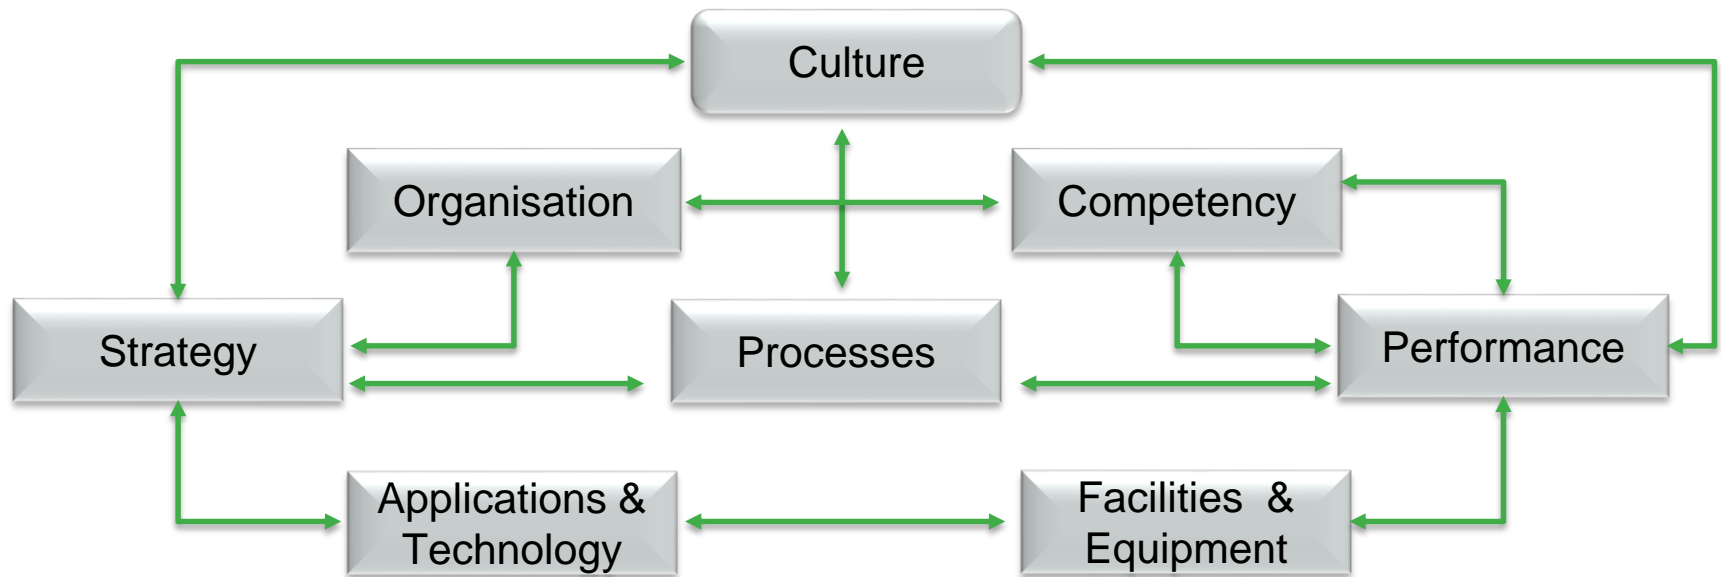 Culture
Organisation
Competency
Strategy
Processes
Performance
Applications &
Technology
Facilities &
Equipment